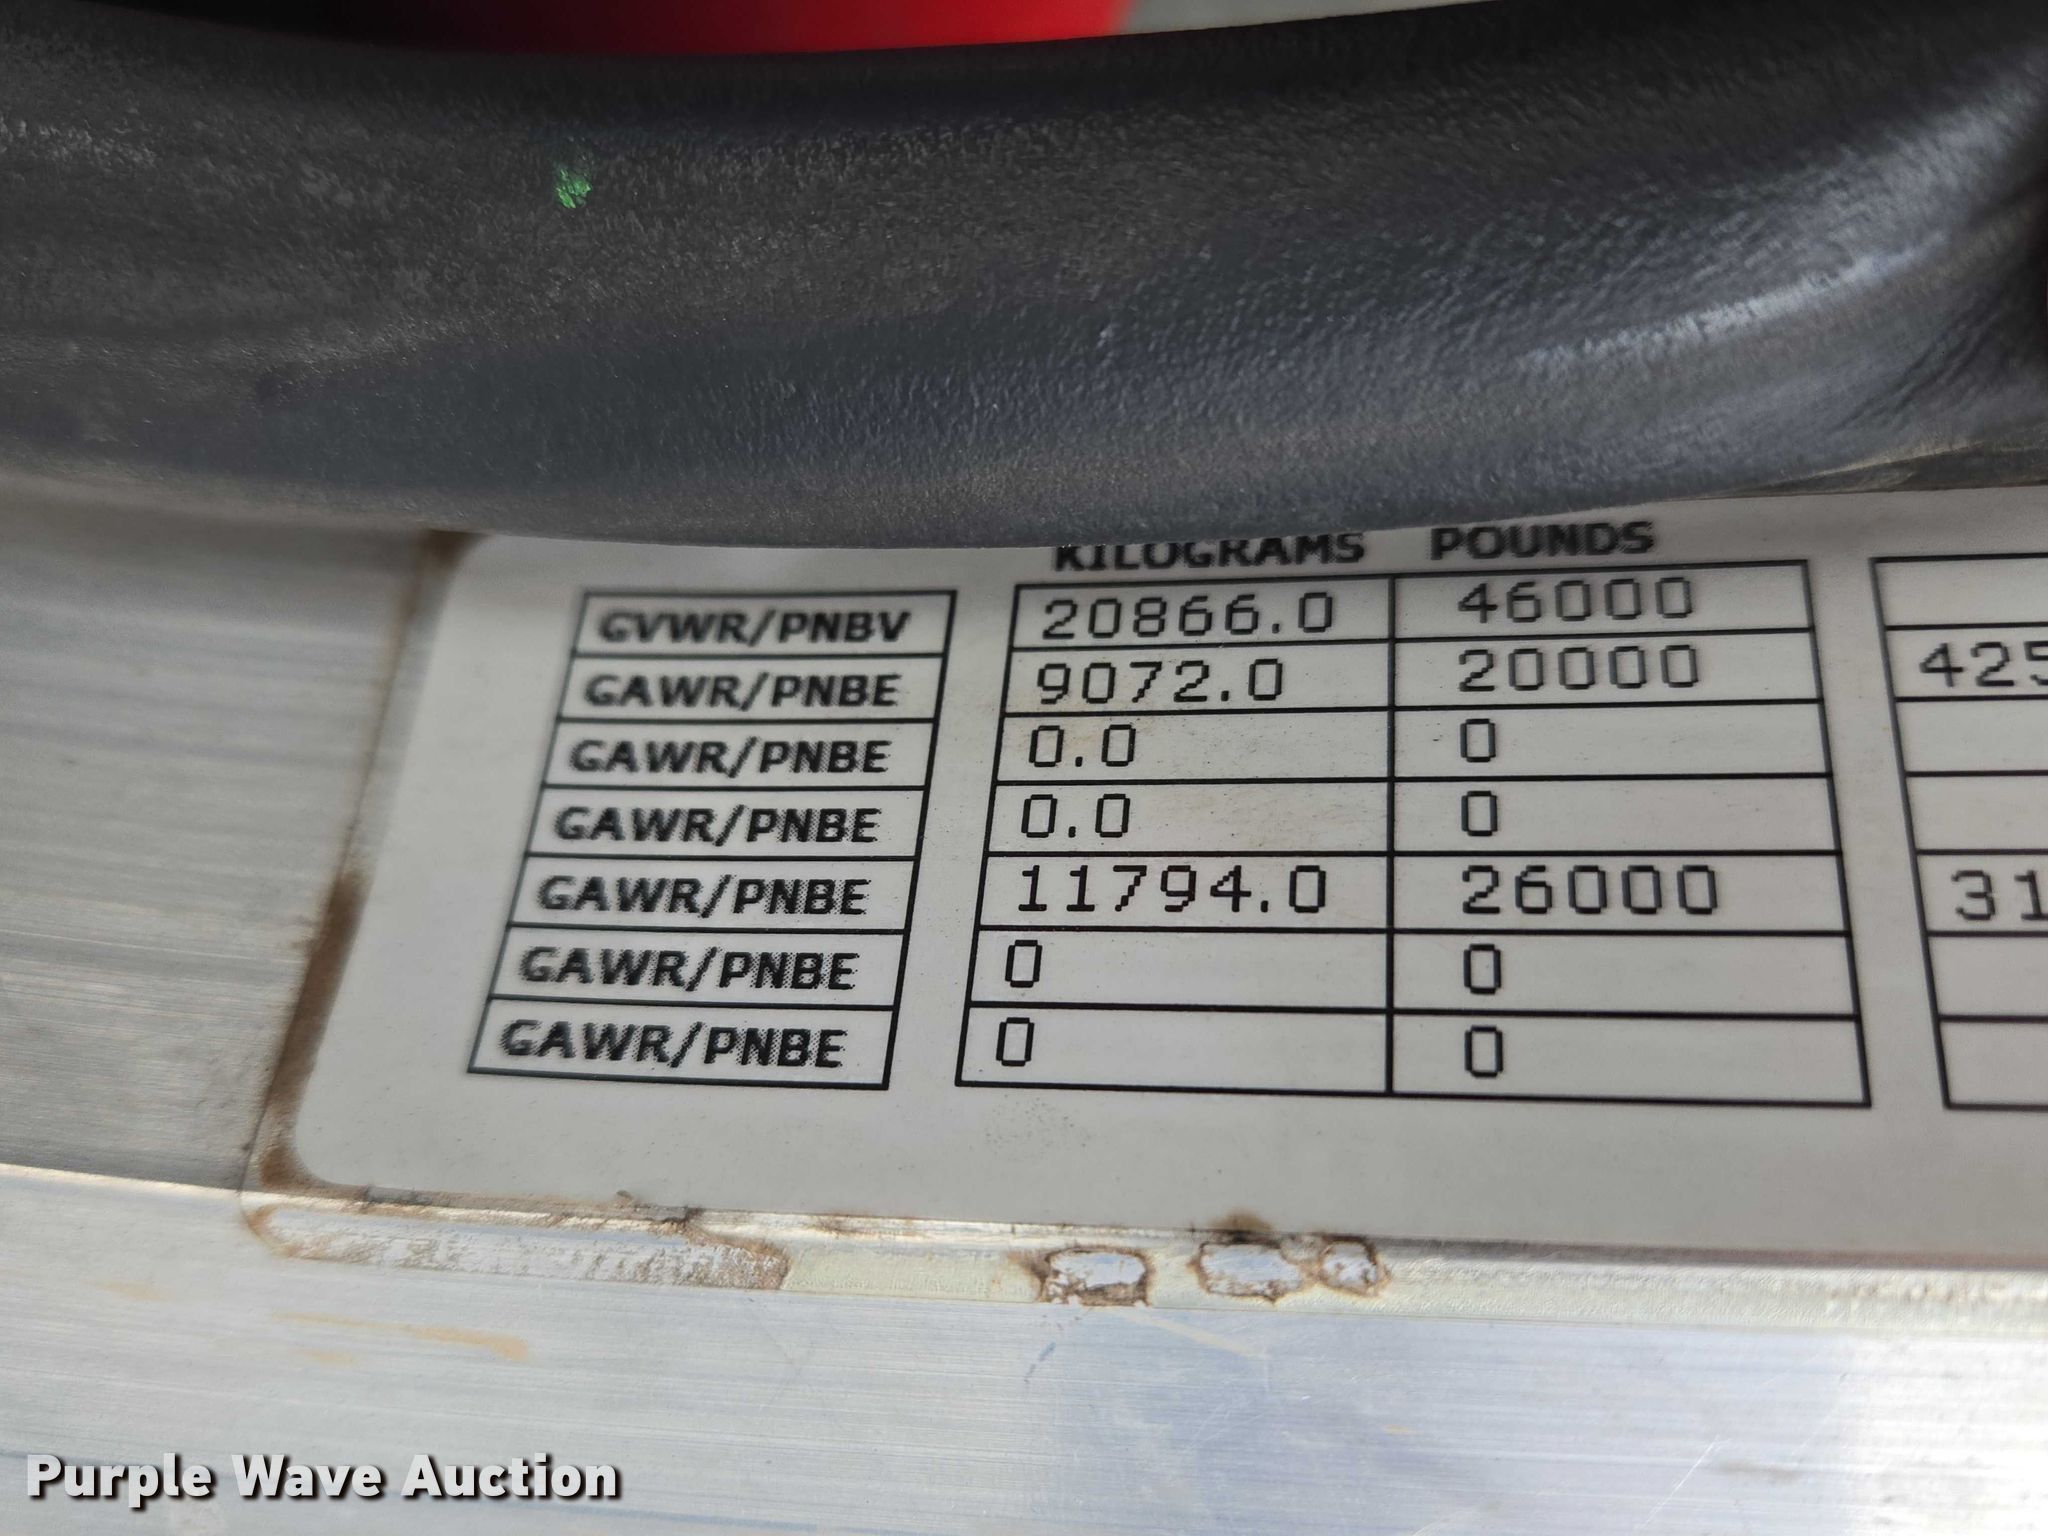 KILOGRAMS POUNDS
GVWR/PNBV 20866.0 46000
GAWR/PNBE 9072.0 20000 425
GAWR/PNBE 0.0 0
GAWR/PNBE 0.0 0
GAWR/PNBE 11794.0 26000 31
GAWR/PNBE 0 0
GAWR/PNBE 0 0
Purple Wave Auction